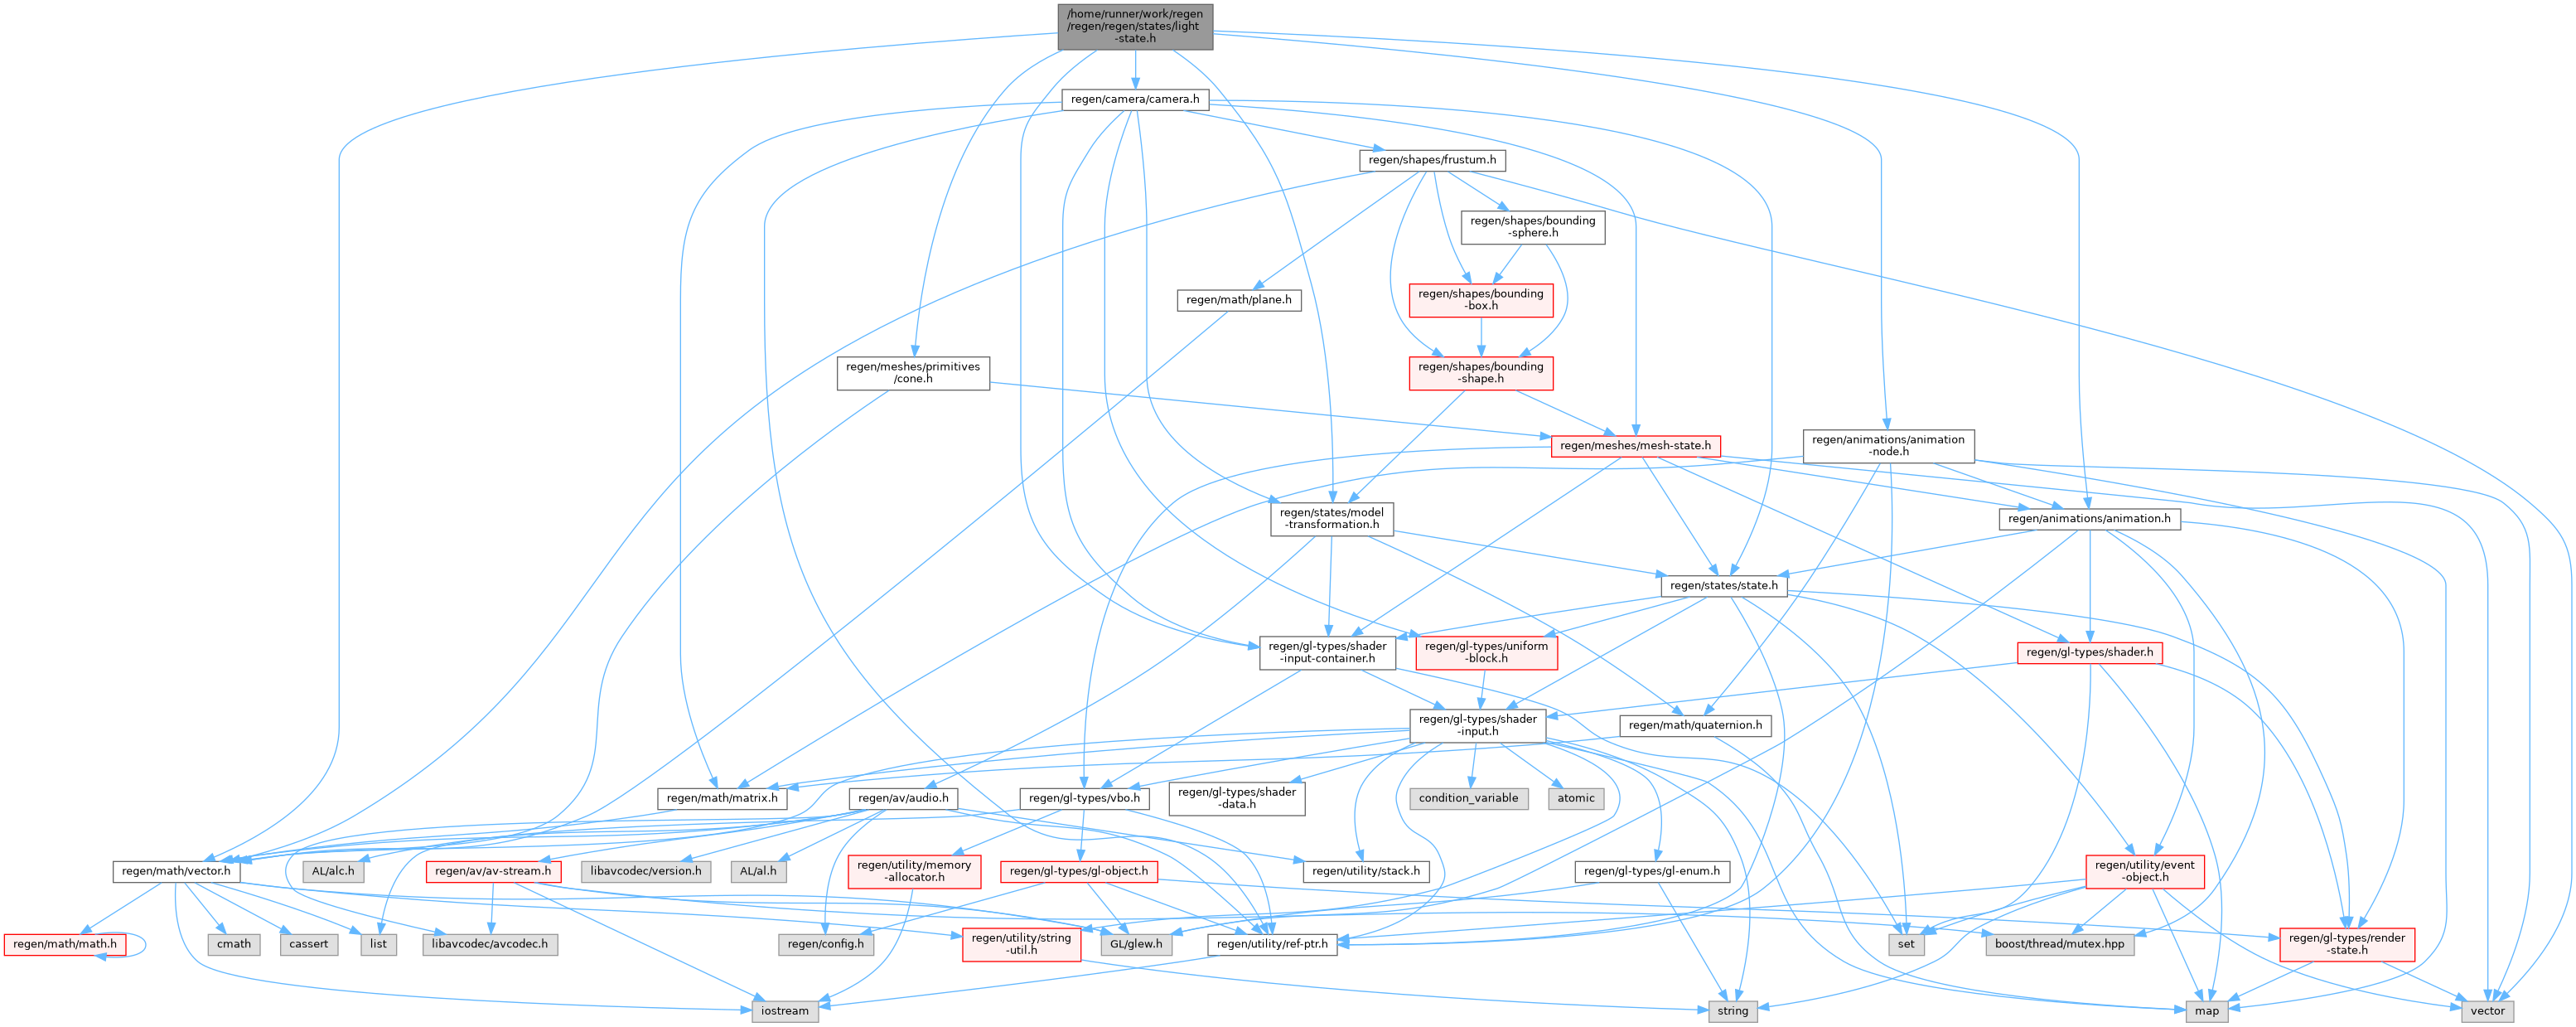 /home/runner/work/regen
/regen/regen/states/light
-state.h
regen/camera/camera.h
regen/shapes/frustum.h
regen/shapes/bounding
-sphere.h
regen/math/plane.h
regen/shapes/bounding
-box.h
regen/meshes/primitives
/cone.h
regen/shapes/bounding
-shape.h
regen/meshes/mesh-state.h
regen/animations/animation
-node.h
regen/states/model
-transformation.h
regen/animations/animation.h
regen/states/state.h
regen/gl-types/shader
-input-container.h
regen/gl-types/uniform
-block.h
regen/gl-types/shader.h
regen/gl-types/shader
-input.h
regen/math/quaternion.h
regen/math/matrix.h
regen/av/audio.h
regen/gl-types/vbo.h
regen/gl-types/shader
-data.h
condition_variable
atomic
regen/math/vector.h
AL/alc.h
regen/av/av-stream.h
libavcodec/version.h
AL/al.h
regen/utility/memory
-allocator.h
regen/gl-types/gl-object.h
regen/utility/stack.h
regen/gl-types/gl-enum.h
regen/utility/event
-object.h
regen/math/math.h
cmath
cassert
list
libavcodec/avcodec.h
regen/config.h
regen/utility/string
-util.h
GL/glew.h
regen/utility/ref-ptr.h
set
boost/thread/mutex.hpp
regen/gl-types/render
-state.h
iostream
string
map
vector